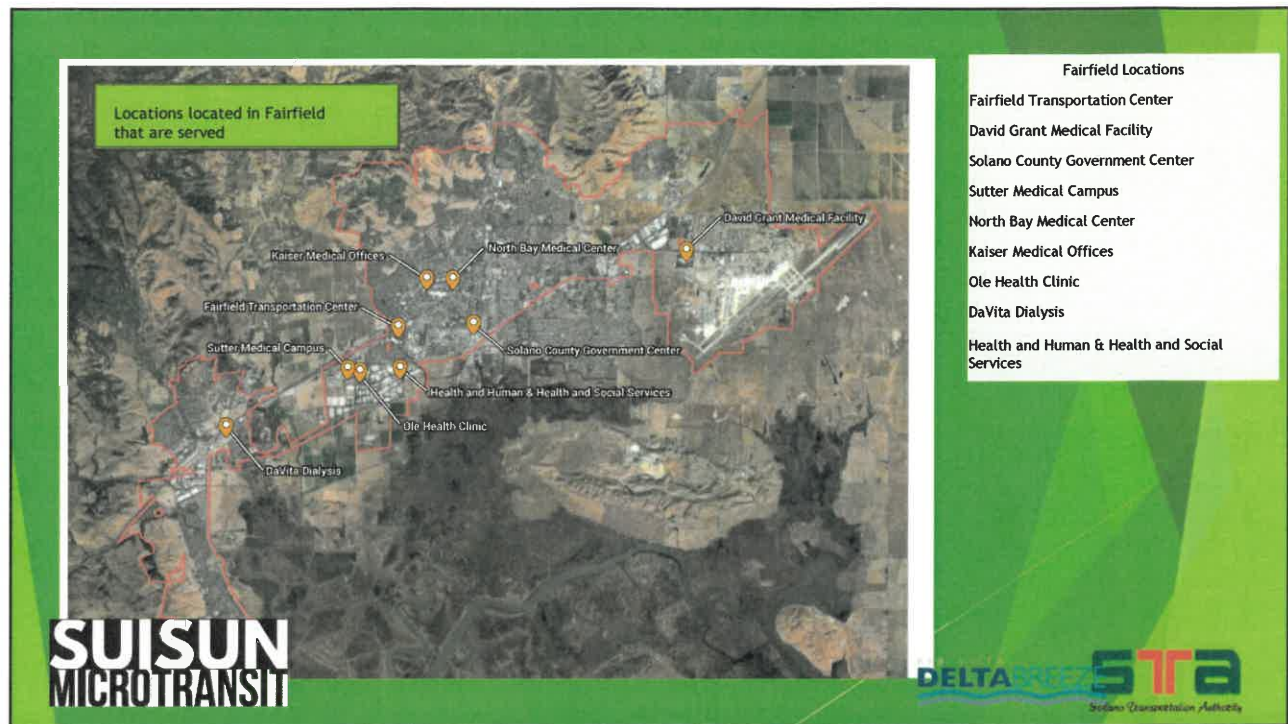 Locations located in Fairfield
that are served
David Grant Medical Facility
North Bay Medical Center
Kaiser Medical Offices
Fairfield Transportation Center
Solano County Government Center
Sutter Medical Campus
Health and Human & Health and Social Services
Ole Health Clinic
DaVita Dialysis
Fairfield Locations
Fairfield Transportation Center
David Grant Medical Facility
Solano County Government Center
Sutter Medical Campus
North Bay Medical Center
Kaiser Medical Offices
Ole Health Clinic
DaVita Dialysis
Health and Human & Health and Social
Services
SUISUN
MICROTRANSIT
DELTA BREEZE
STA
Solano Transportation Authority